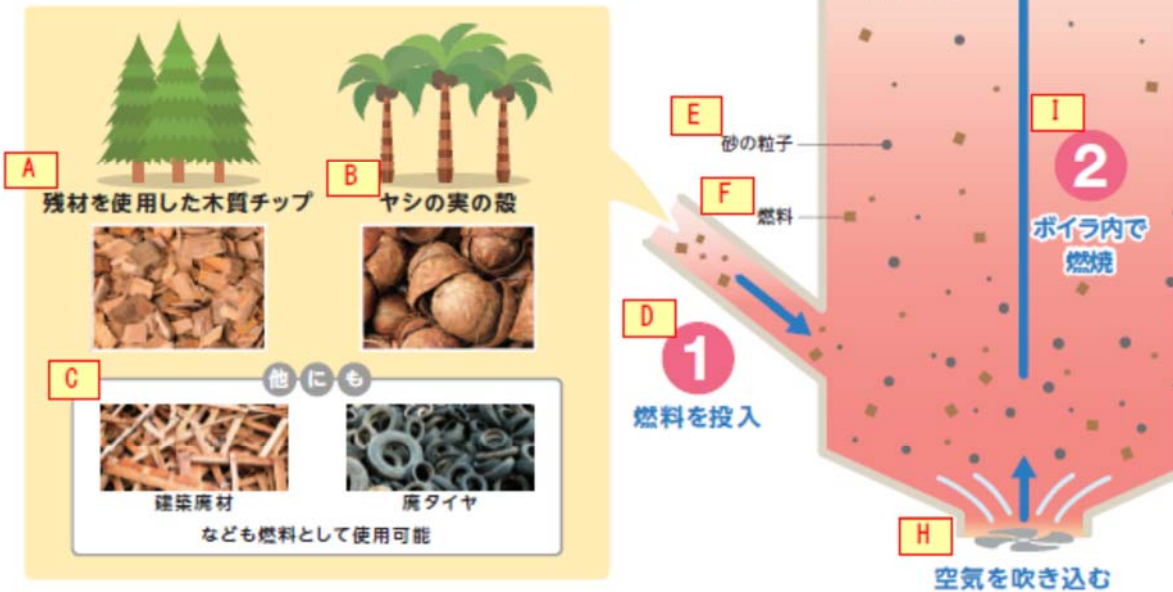 A
残材を使用した木質チップ
B
ヤシの実の殻
C
他にも
建築廃材
廃タイヤ
なども燃料として使用可能
D
1
燃料を投入
E
砂の粒子
F
燃料
I
2
ボイラ内で
燃焼
H
空気を吹き込む